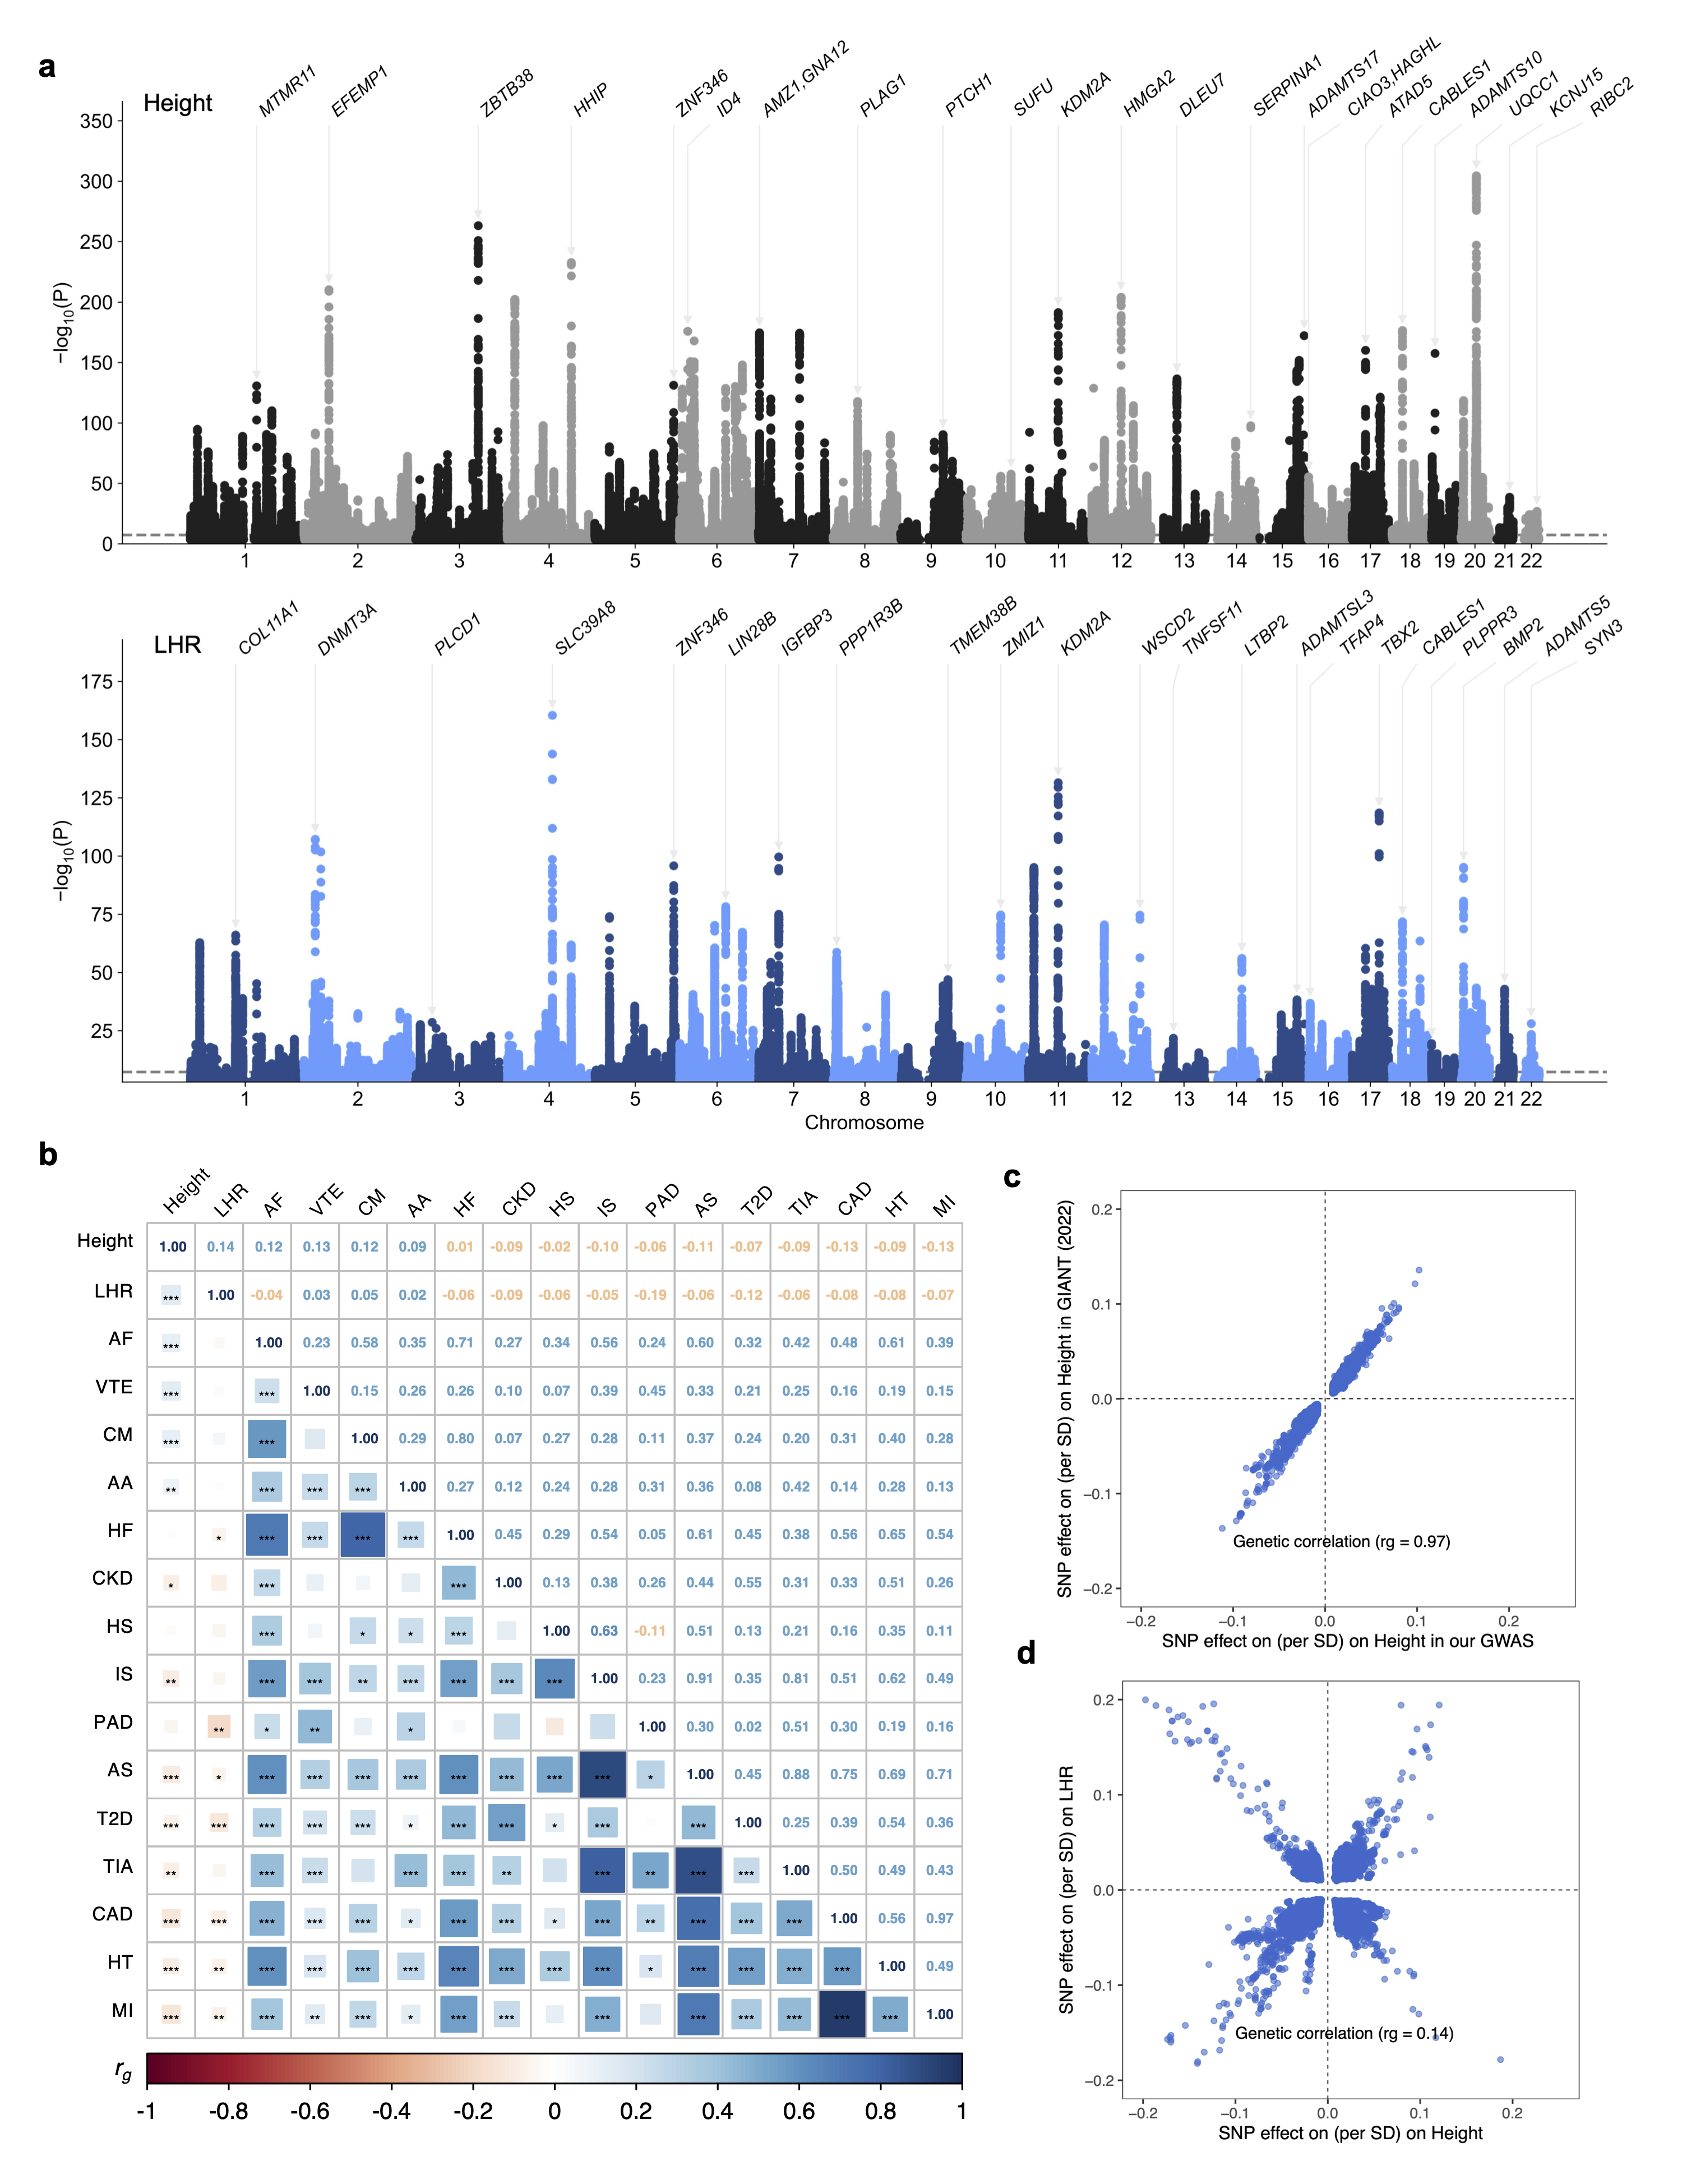 a
Height
MTMR11 EFEMP1 ZBTB38 HHIP ZNF346 ID4 AMZ1,GNA12 PLAG1 PTCH1 SUFU KDM2A HMGA2 DLEU7 SERPINA1 ADAMTS17 CIAO3,HAGHL ATAD5 CABLES1 ADAMTS10 UQCC1 KCNJ15 RIBC2
350
300
250
200
150
100
50
0
−log10(P)
1 2 3 4 5 6 7 8 9 10 11 12 13 14 15 16 17 18 19 20 21 22
LHR
COL11A1 DNMT3A PLCD1 SLC39A8 ZNF346 LIN28B IGFBP3 PPP1R3B TMEM38B ZMIZ1 KDM2A WSCD2 TNFSF11 LTBP2 ADAMTSL3 TFAP4 TBX2 CABLES1 PLPPR3 BMP2 ADAMTS5 SYN3
175
150
125
100
75
50
25
−log10(P)
1 2 3 4 5 6 7 8 9 10 11 12 13 14 15 16 17 18 19 20 21 22
Chromosome
b
Height LHR AF VTE CM AA HF CKD HS IS PAD AS T2D TIA CAD HT MI
Height 1.00 0.14 0.12 0.13 0.12 0.09 0.01 -0.09 -0.02 -0.10 -0.06 -0.11 -0.07 -0.09 -0.13 -0.09 -0.13
LHR *** 1.00 -0.04 0.03 0.05 0.02 -0.06 -0.09 -0.06 -0.05 -0.19 -0.06 -0.12 -0.06 -0.08 -0.08 -0.07
AF *** 1.00 0.23 0.58 0.35 0.71 0.27 0.34 0.56 0.24 0.60 0.32 0.42 0.48 0.61 0.39
VTE *** *** 1.00 0.15 0.26 0.26 0.10 0.07 0.39 0.45 0.33 0.21 0.25 0.16 0.19 0.15
CM *** *** 1.00 0.29 0.80 0.07 0.27 0.28 0.11 0.37 0.24 0.20 0.31 0.40 0.28
AA ** *** *** *** 1.00 0.27 0.12 0.24 0.28 0.31 0.36 0.08 0.42 0.14 0.28 0.13
HF * *** *** *** *** 1.00 0.45 0.29 0.54 0.05 0.61 0.45 0.38 0.56 0.65 0.54
CKD * *** *** 1.00 0.13 0.38 0.26 0.44 0.55 0.31 0.33 0.51 0.26
HS *** * * *** 1.00 0.63 -0.11 0.51 0.13 0.21 0.16 0.35 0.11
IS ** *** *** ** *** *** *** *** 1.00 0.23 0.91 0.35 0.81 0.51 0.62 0.49
PAD ** * ** * 1.00 0.30 0.02 0.51 0.30 0.19 0.16
AS *** * *** *** *** *** *** *** *** *** * 1.00 0.45 0.88 0.75 0.69 0.71
T2D *** *** *** *** *** * *** *** * *** *** 1.00 0.25 0.39 0.54 0.36
TIA ** *** *** *** *** ** *** ** *** *** 1.00 0.50 0.49 0.43
CAD *** *** *** *** *** * *** *** * *** ** *** *** *** 1.00 0.56 0.97
HT *** ** *** *** *** *** *** *** *** *** * *** *** *** *** 1.00 0.49
MI *** ** *** ** *** * *** *** *** *** *** *** *** *** 1.00
rg
-1 -0.8 -0.6 -0.4 -0.2 0 0.2 0.4 0.6 0.8 1
c
SNP effect on (per SD) on Height in GIANT (2022)
0.2
0.1
0.0
−0.1
−0.2
Genetic correlation (rg = 0.97)
−0.2 −0.1 0.0 0.1 0.2
SNP effect on (per SD) on Height in our GWAS
d
SNP effect on (per SD) on LHR
0.2
0.1
0.0
−0.1
−0.2
Genetic correlation (rg = 0.14)
−0.2 −0.1 0.0 0.1 0.2
SNP effect on (per SD) on Height